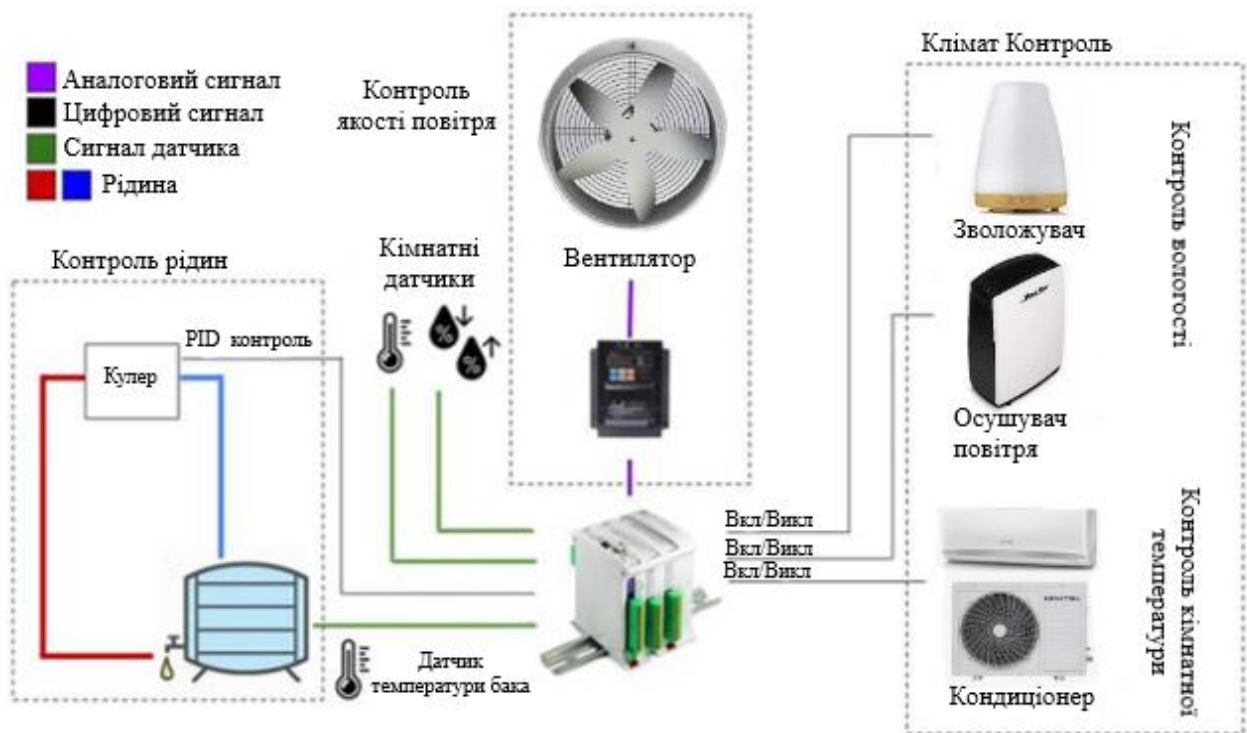 Аналоговий сигнал
Цифровий сигнал
Сигнал датчика
Рідина
Контроль
якості повітря
Вентилятор
Клімат Контроль
Зволожувач
Контроль вологості
Осушувач
повітря
Контроль кімнатної
температури
Кондиціонер
Кімнатні
датчики
%
%
Контроль рідин
PID контроль
Кулер
Вкл/Викл
Вкл/Викл
Вкл/Викл
Датчик
температури бака